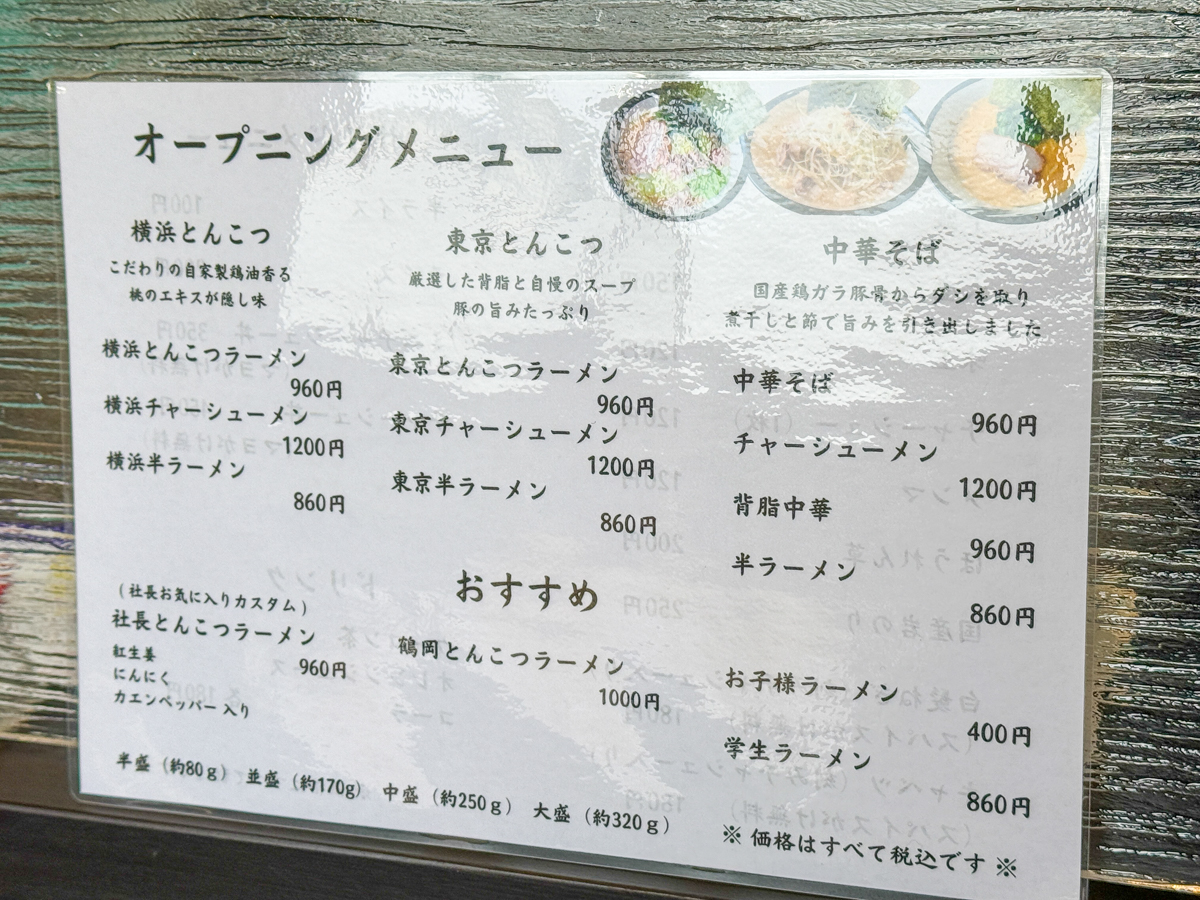 オープニングメニュー
横浜とんこつ
こだわりの自家製鶏油香る
桃のエキスが隠し味
横浜とんこつラーメン
960円
横浜チャーシューメン
1200円
横浜半ラーメン
860円
東京とんこつ
厳選した背脂と自慢のスープ
豚の旨みたっぷり
東京とんこつラーメン
960円
東京チャーシューメン
1200円
東京半ラーメン
860円
中華そば
国産鶏ガラ豚骨からダシを取り
煮干しと節で旨みを引き出しました
中華そば
960円
チャーシューメン
1200円
背脂中華
960円
半ラーメン
860円
おすすめ
(社長お気に入りカスタム)
社長とんこつラーメン
960円
紅生姜
にんにく
カエンペッパー入り
鶴岡とんこつラーメン
1000円
お子様ラーメン
400円
学生ラーメン
860円
半盛（約80ｇ） 並盛（約170g） 中盛（約250ｇ） 大盛（約320ｇ）
※ 価格はすべて税込です ※